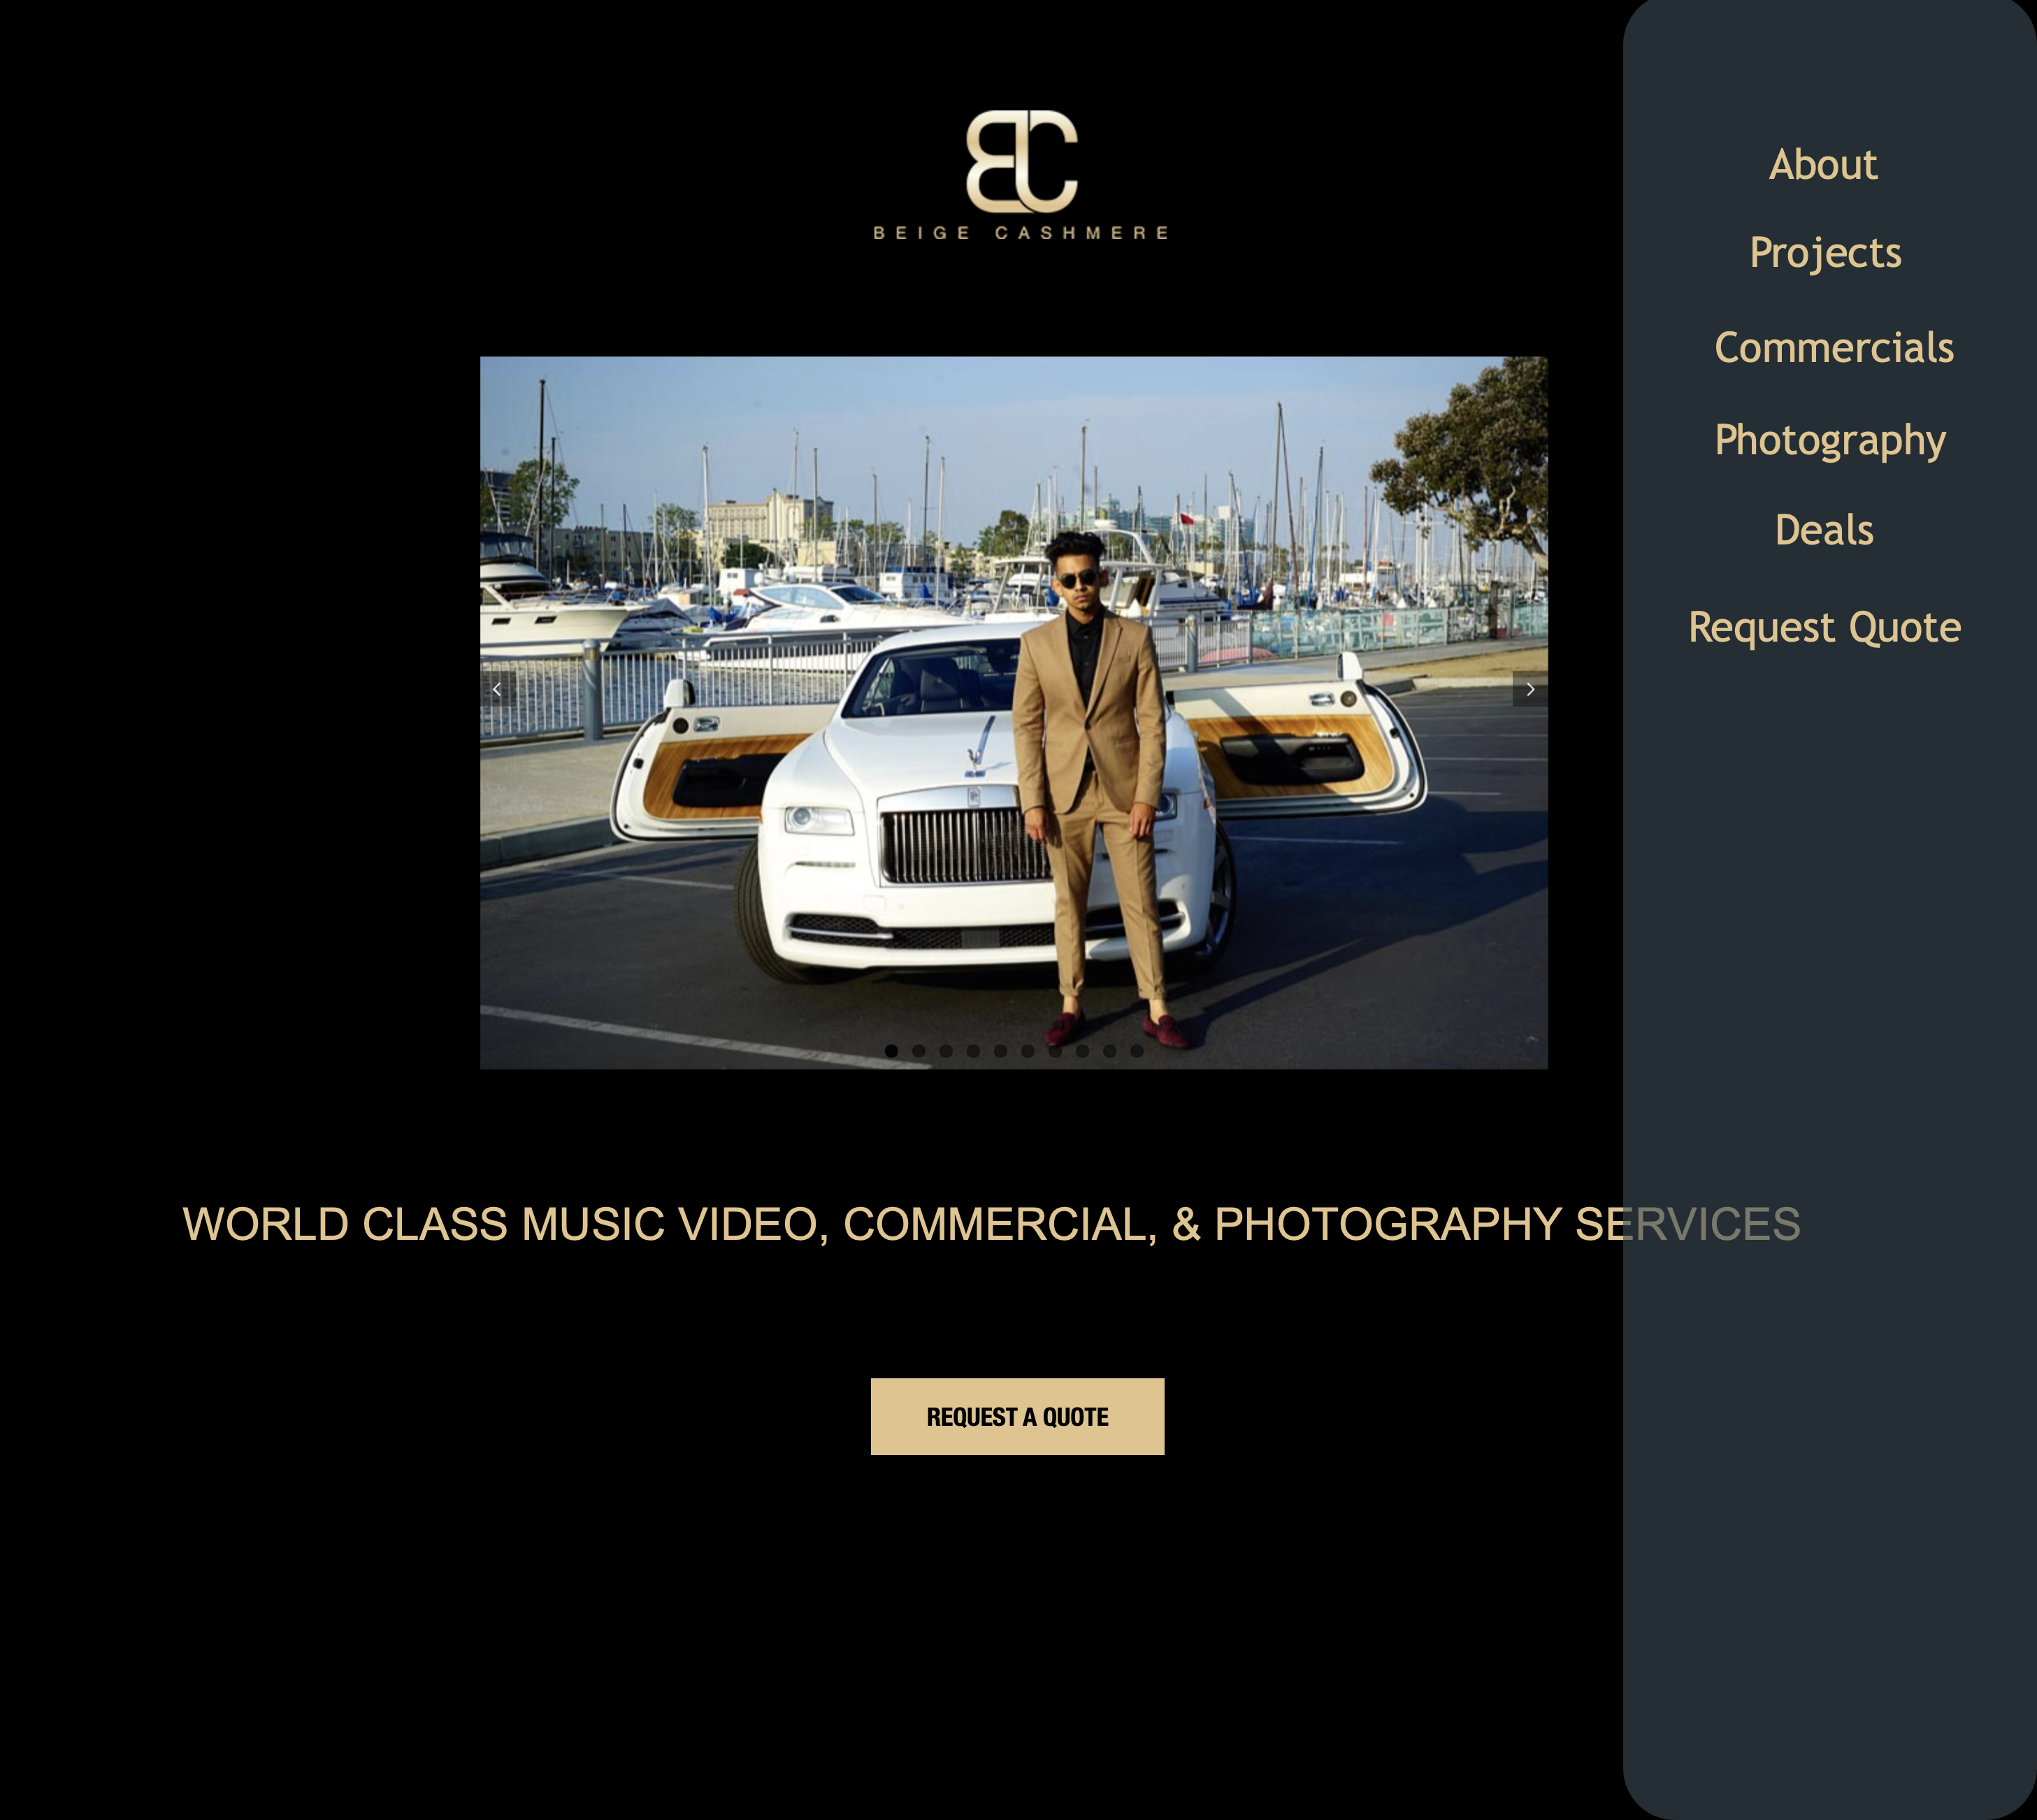 BC
BEIGE CASHMERE
About
Projects
Commercials
Photography
Deals
Request Quote
WORLD CLASS MUSIC VIDEO, COMMERCIAL, & PHOTOGRAPHY SERVICES
REQUEST A QUOTE